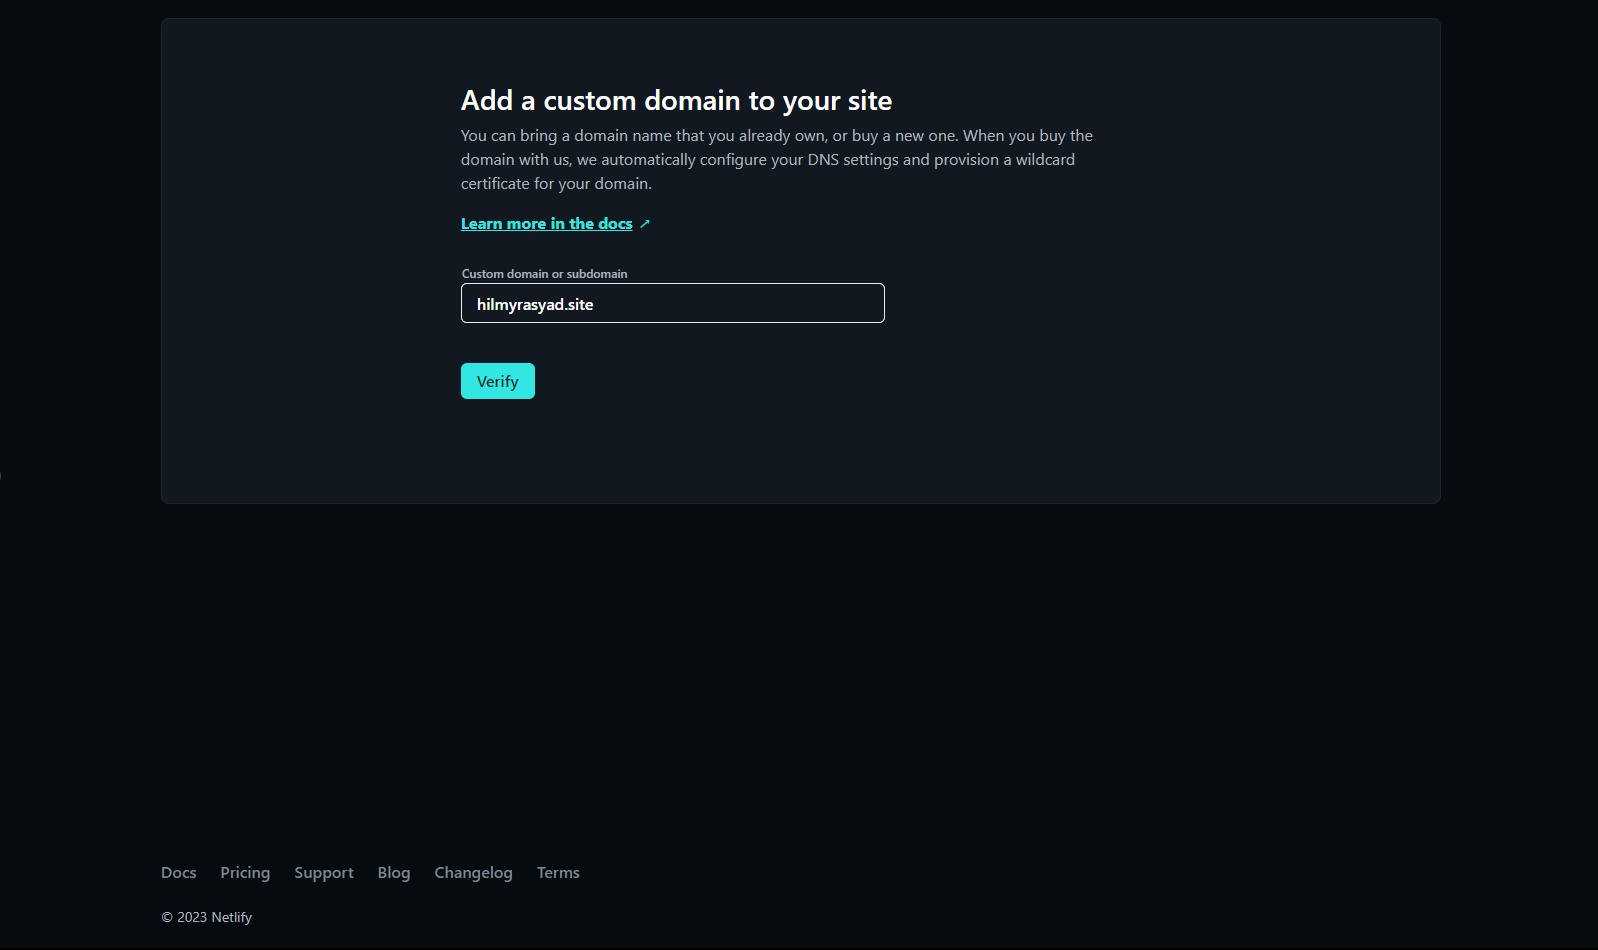 Add a custom domain to your site
You can bring a domain name that you already own, or buy a new one. When you buy the
domain with us, we automatically configure your DNS settings and provision a wildcard
certificate for your domain.
Learn more in the docs ↗
Custom domain or subdomain
hilmyrasyad.site
Verify
Docs Pricing Support Blog Changelog Terms
© 2023 Netlify